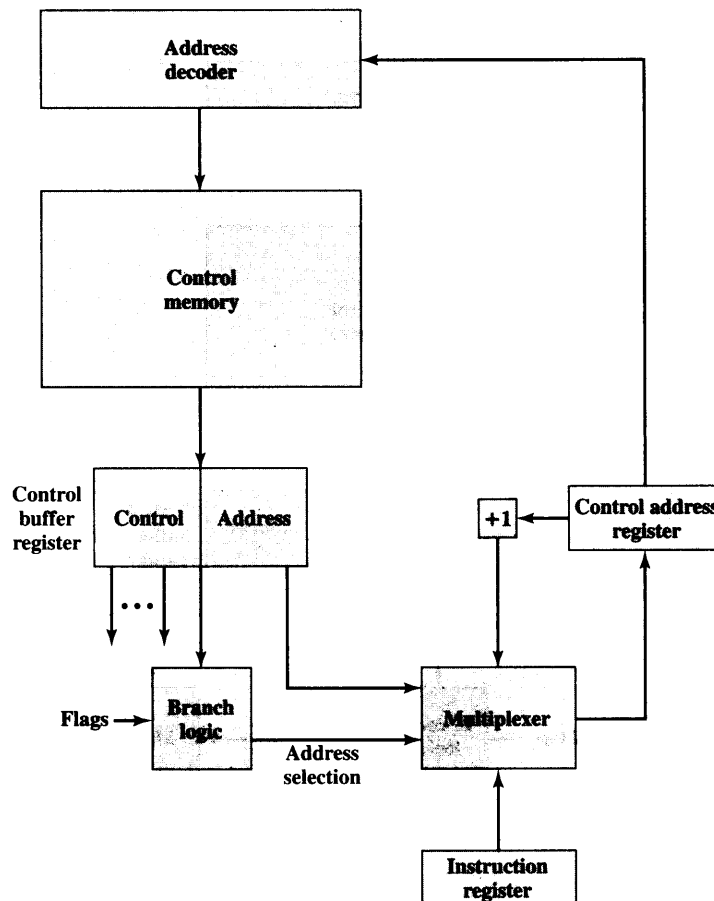 Address
decoder
Control
memory
Control
buffer
register
Control
Address
+1
Control address
register
...
Flags
Branch
logic
Address
selection
Multiplexer
Instruction
register